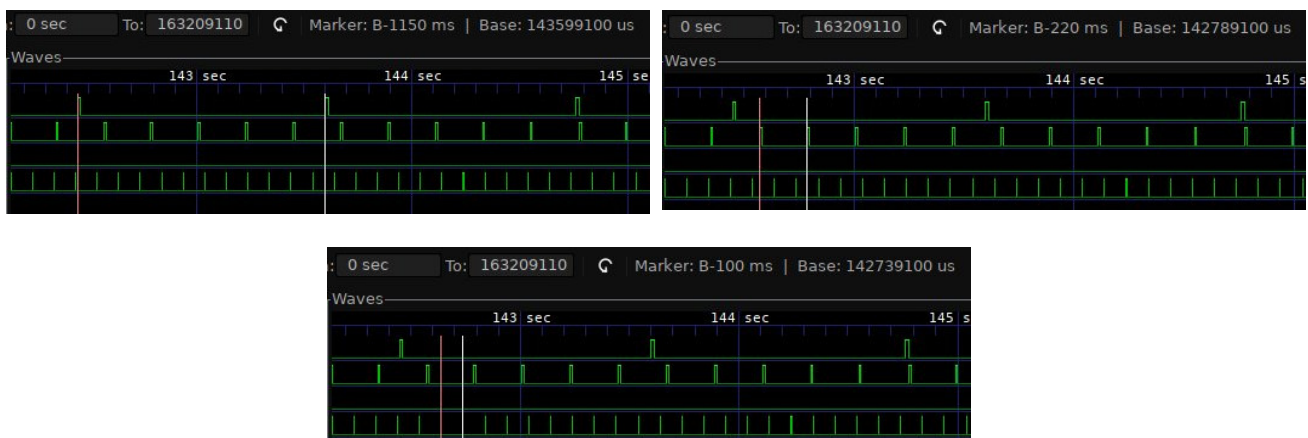 : 0 sec To: 163209110 Marker: B-1150 ms | Base: 143599100 us
Waves
143 sec 144 sec 145 se
: 0 sec To: 163209110 Marker: B-220 ms | Base: 142789100 us
Waves
143 sec 144 sec 145 s
: 0 sec To: 163209110 Marker: B-100 ms | Base: 142739100 us
Waves
143 sec 144 sec 145 s